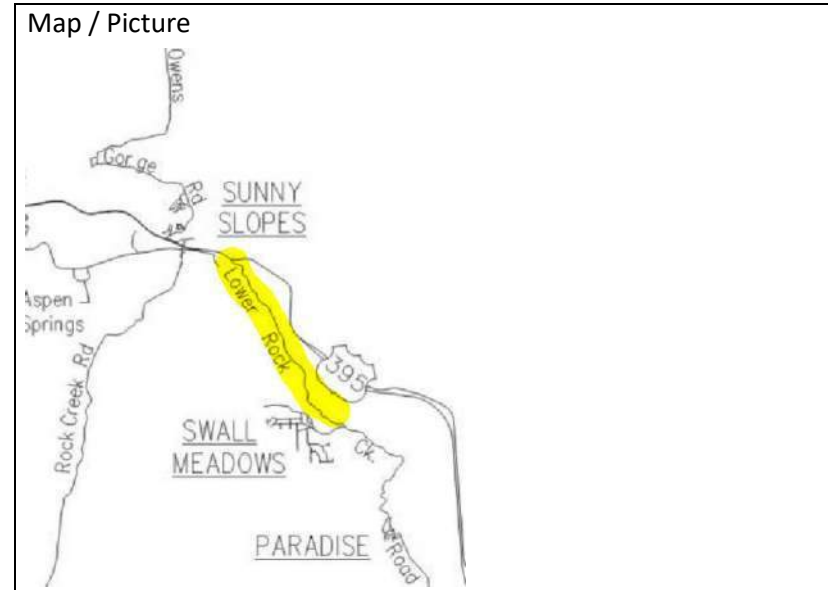 Map / Picture
Owens
Gorge
Rd
SUNNY
SLOPES
Aspen
Springs
Lower Rock
395
Rock Creek Rd
SWALL
MEADOWS
Ck.
PARADISE
Road